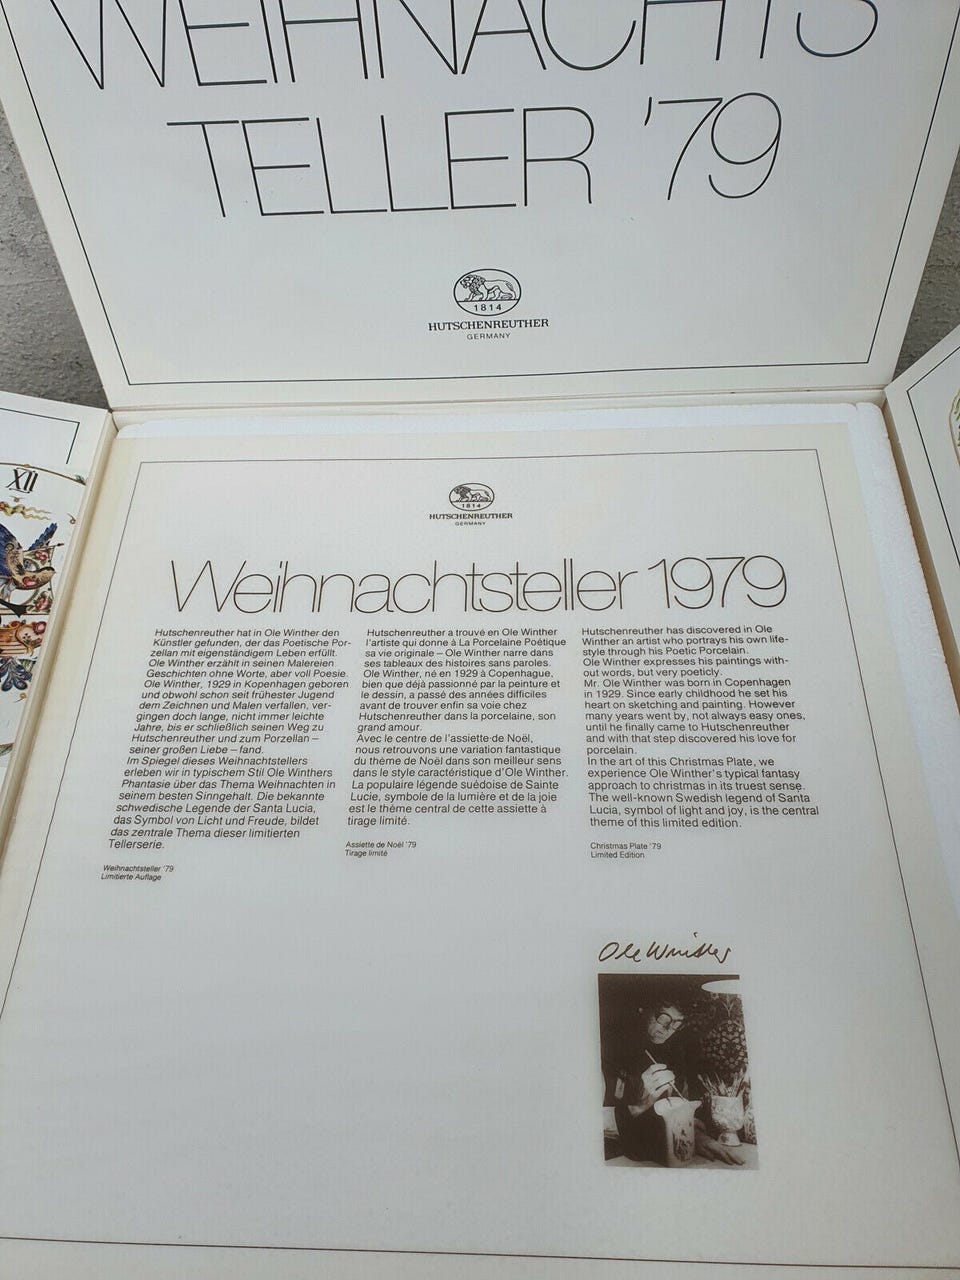 WEIHNACHTS
TELLER '79
1814
HUTSCHENREUTHER
GERMANY
XII
1814
HUTSCHENREUTHER
GERMANY
Weihnachtsteller 1979
Hutschenreuther hat in Ole Winther den
Künstler gefunden, der das Poetische Por-
zellan mit eigenständigem Leben erfüllt.
Ole Winther erzählt in seinen Malereien
Geschichten ohne Worte, aber voll Poesie.
Ole Winther, 1929 in Kopenhagen geboren
und obwohl schon seit frühester Jugend
dem Zeichnen und Malen verfallen, ver-
gingen doch lange, nicht immer leichte
Jahre, bis er schließlich seinen Weg zu
Hutschenreuther und zum Porzellan –
seiner großen Liebe – fand.
Im Spiegel dieses Weihnachtstellers
erleben wir in typischem Stil Ole Winthers
Phantasie über das Thema Weihnachten in
seinem besten Sinngehalt. Die bekannte
schwedische Legende der Santa Lucia,
das Symbol von Licht und Freude, bildet
das zentrale Thema dieser limitierten
Tellerserie.
Weihnachtsteller '79
Limitierte Auflage
Hutschenreuther a trouvé en Ole Winther
l'artiste qui donne à La Porcelaine Poétique
sa vie originale – Ole Winther narre dans
ses tableaux des histoires sans paroles.
Ole Winther, né en 1929 à Copenhague,
bien que déjà passionné par la peinture et
le dessin, a passé des années difficiles
avant de trouver enfin sa voie chez
Hutschenreuther dans la porcelaine, son
grand amour.
Avec le centre de l'assiette de Noël,
nous retrouvons une variation fantastique
du thème de Noël dans son meilleur sens
dans le style caractéristique d'Ole Winther.
La populaire légende suédoise de Sainte
Lucie, symbole de la lumière et de la joie
est le thème central de cette assiette à
tirage limité.
Assiette de Noël '79
Tirage limité
Hutschenreuther has discovered in Ole
Winther an artist who portrays his own life-
style through his Poetic Porcelain.
Ole Winther expresses his paintings with-
out words, but very poeticly.
Mr. Ole Winther was born in Copenhagen
in 1929. Since early childhood he set his
heart on sketching and painting. However
many years went by, not always easy ones,
until he finally came to Hutschenreuther
and with that step discovered his love for
porcelain.
In the art of this Christmas Plate, we
experience Ole Winther's typical fantasy
approach to christmas in its truest sense.
The well-known Swedish legend of Santa
Lucia, symbol of light and joy, is the central
theme of this limited edition.
Christmas Plate '79
Limited Edition
Ole Winther